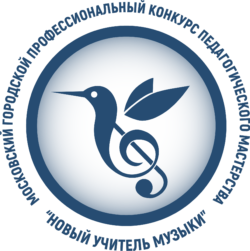 МОСКОВСКИЙ ГОРОДСКОЙ ПРОФЕССИОНАЛЬНЫЙ КОНКУРС ПЕДАГОГИЧЕСКОГО МАСТЕРСТВА
"НОВЫЙ УЧИТЕЛЬ МУЗЫКИ"